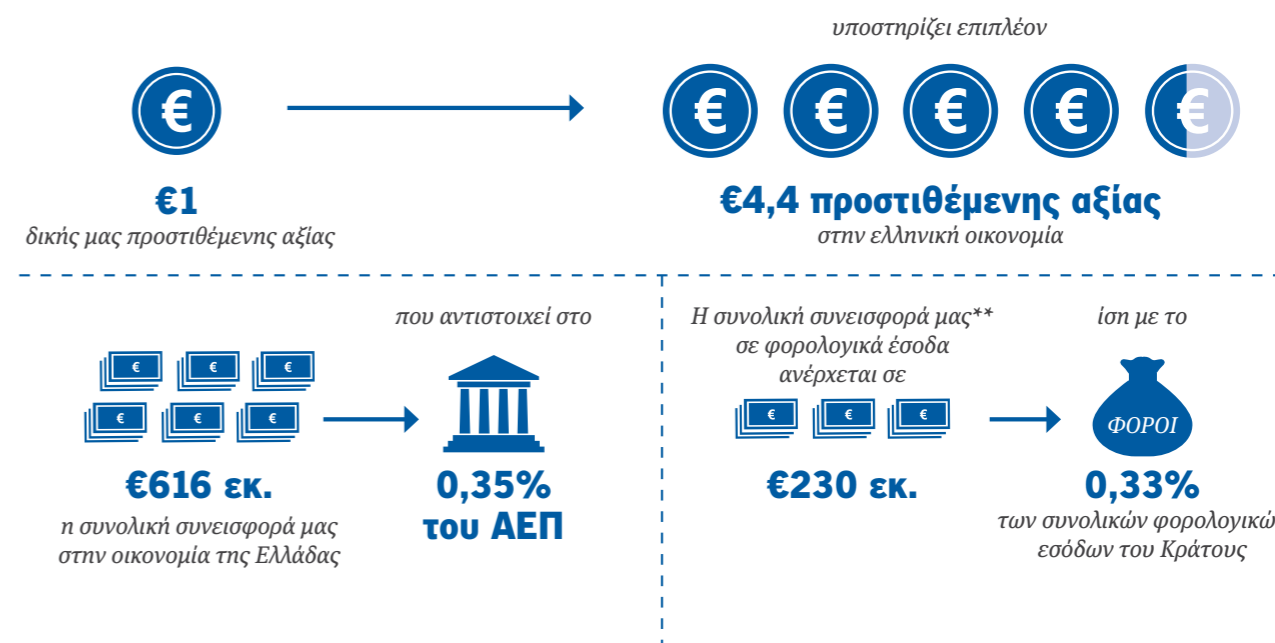 υποστηρίζει επιπλέον
€ € € € € €
€1
δικής μας προστιθέμενης αξίας
€4,4 προστιθέμενης αξίας
στην ελληνική οικονομία
που αντιστοιχεί στο
€ € €
€ € €
€616 εκ.
η συνολική συνεισφορά μας
στην οικονομία της Ελλάδας
0,35%
του ΑΕΠ
Η συνολική συνεισφορά μας**
σε φορολογικά έσοδα
ανέρχεται σε
€ € €
€230 εκ.
ίση με το
ΦΟΡΟΙ
0,33%
των συνολικών φορολογικών
εσόδων του Κράτους